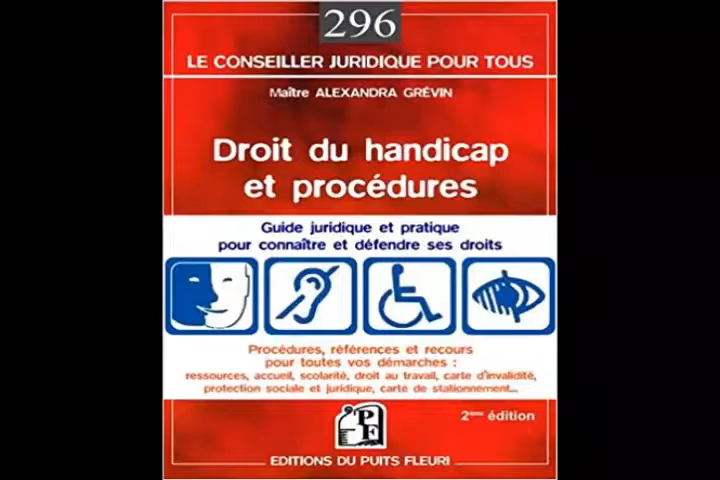 296
LE CONSEILLER JURIDIQUE POUR TOUS
Maître ALEXANDRA GRÉVIN
Droit du handicap
et procédures
Guide juridique et pratique
pour connaître et défendre ses droits
Procédures, références et recours
pour toutes vos démarches :
ressources, accueil, scolarité, droit au travail, carte d'invalidité,
protection sociale et juridique, carte de stationnement...
PF
2ème édition
EDITIONS DU PUITS FLEURI